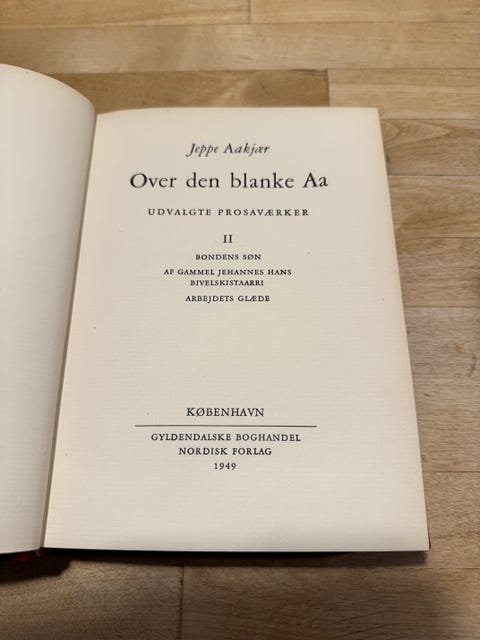 Jeppe Aakjær
Over den blanke Aa
UDVALGTE PROSAVÆRKER
II
BONDENS SØN
AF GAMMEL JEHANNES HANS
BIVELSKISTAARRI
ARBEJDETS GLÆDE
KØBENHAVN
GYLDENDALSKE BOGHANDEL
NORDISK FORLAG
1949